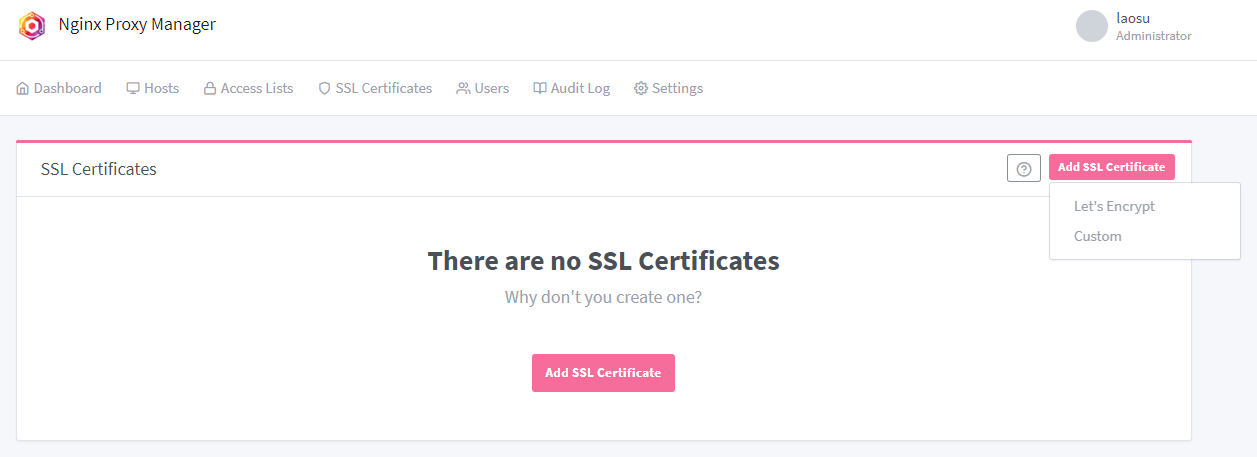 Nginx Proxy Manager
laosu
Administrator
Dashboard Hosts Access Lists SSL Certificates Users Audit Log Settings
SSL Certificates
Add SSL Certificate
Let's Encrypt
Custom
There are no SSL Certificates
Why don't you create one?
Add SSL Certificate